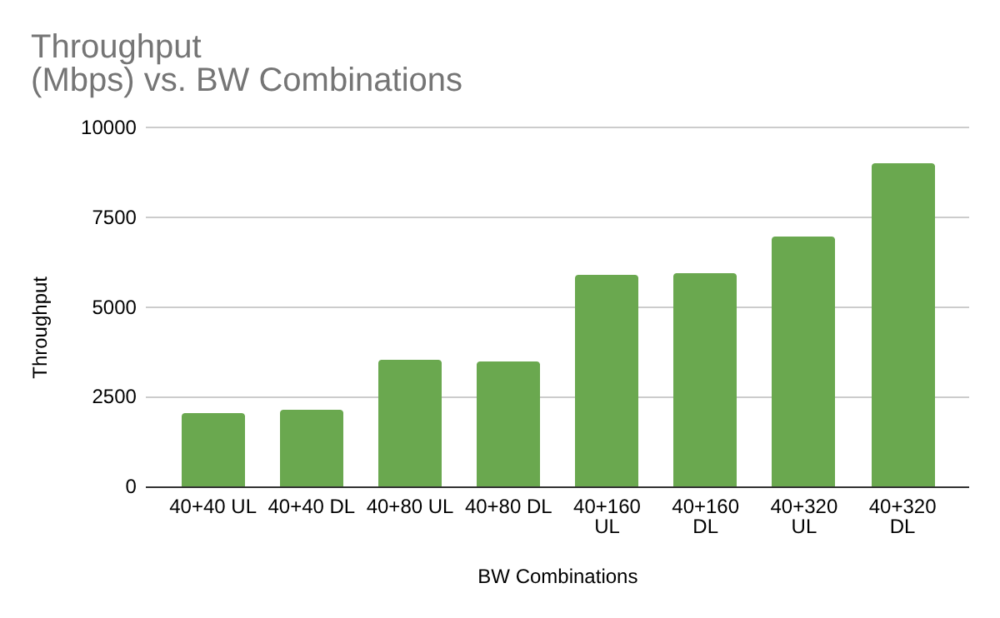 Throughput
(Mbps) vs. BW Combinations
10000
7500
5000
2500
0
Throughput
40+40 UL
40+40 DL
40+80 UL
40+80 DL
40+160
UL
40+160
DL
40+320
UL
40+320
DL
BW Combinations